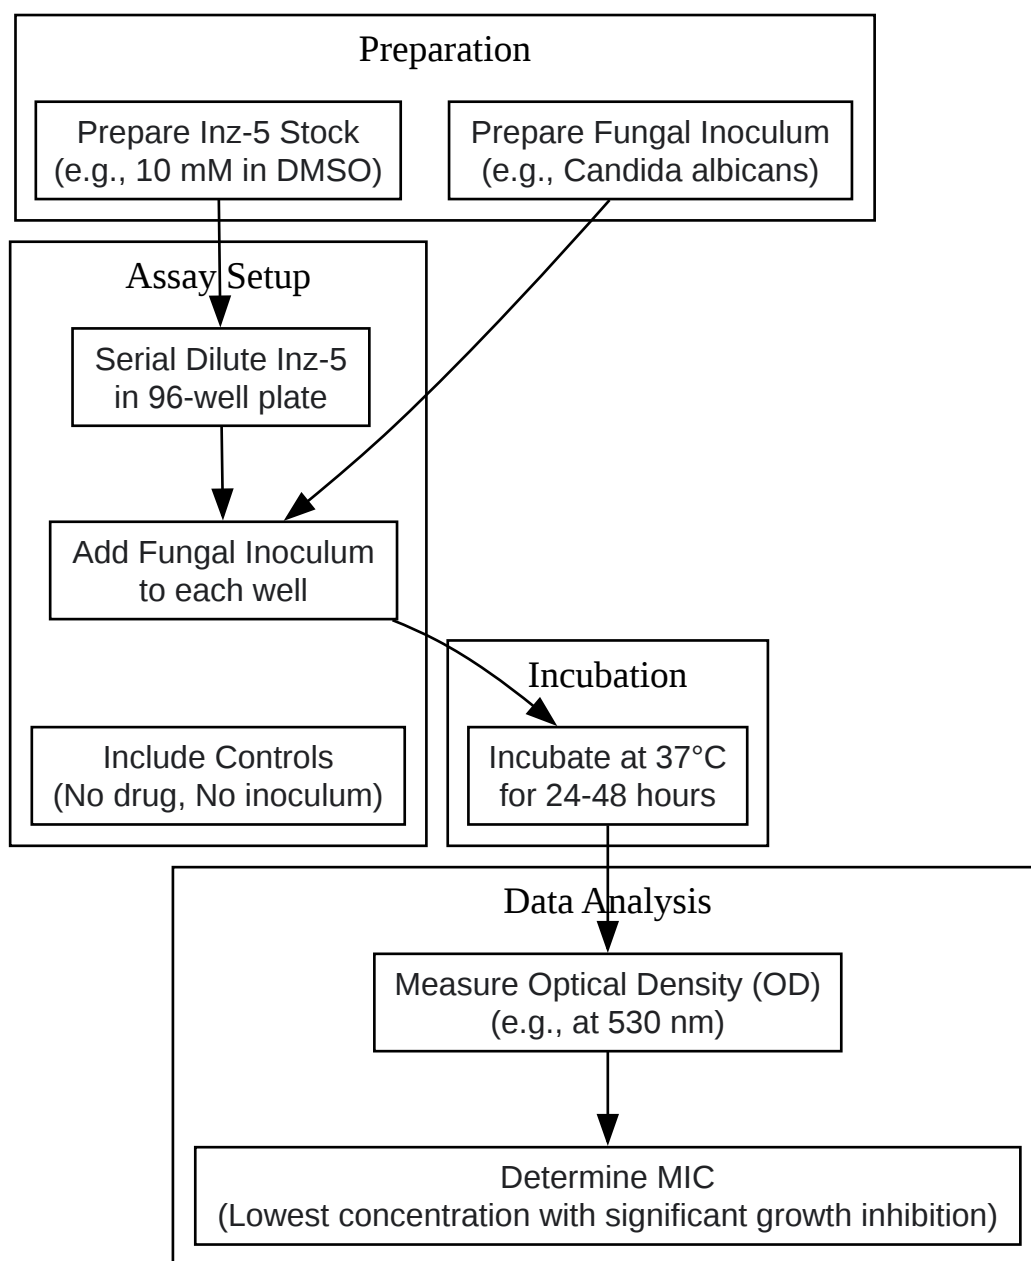 Preparation
Prepare Inz-5 Stock
(e.g., 10 mM in DMSO)
Prepare Fungal Inoculum
(e.g., Candida albicans)
Assay Setup
Serial Dilute Inz-5
in 96-well plate
Add Fungal Inoculum
to each well
Include Controls
(No drug, No inoculum)
Incubation
Incubate at 37°C
for 24-48 hours
Data Analysis
Measure Optical Density (OD)
(e.g., at 530 nm)
Determine MIC
(Lowest concentration with significant growth inhibition)